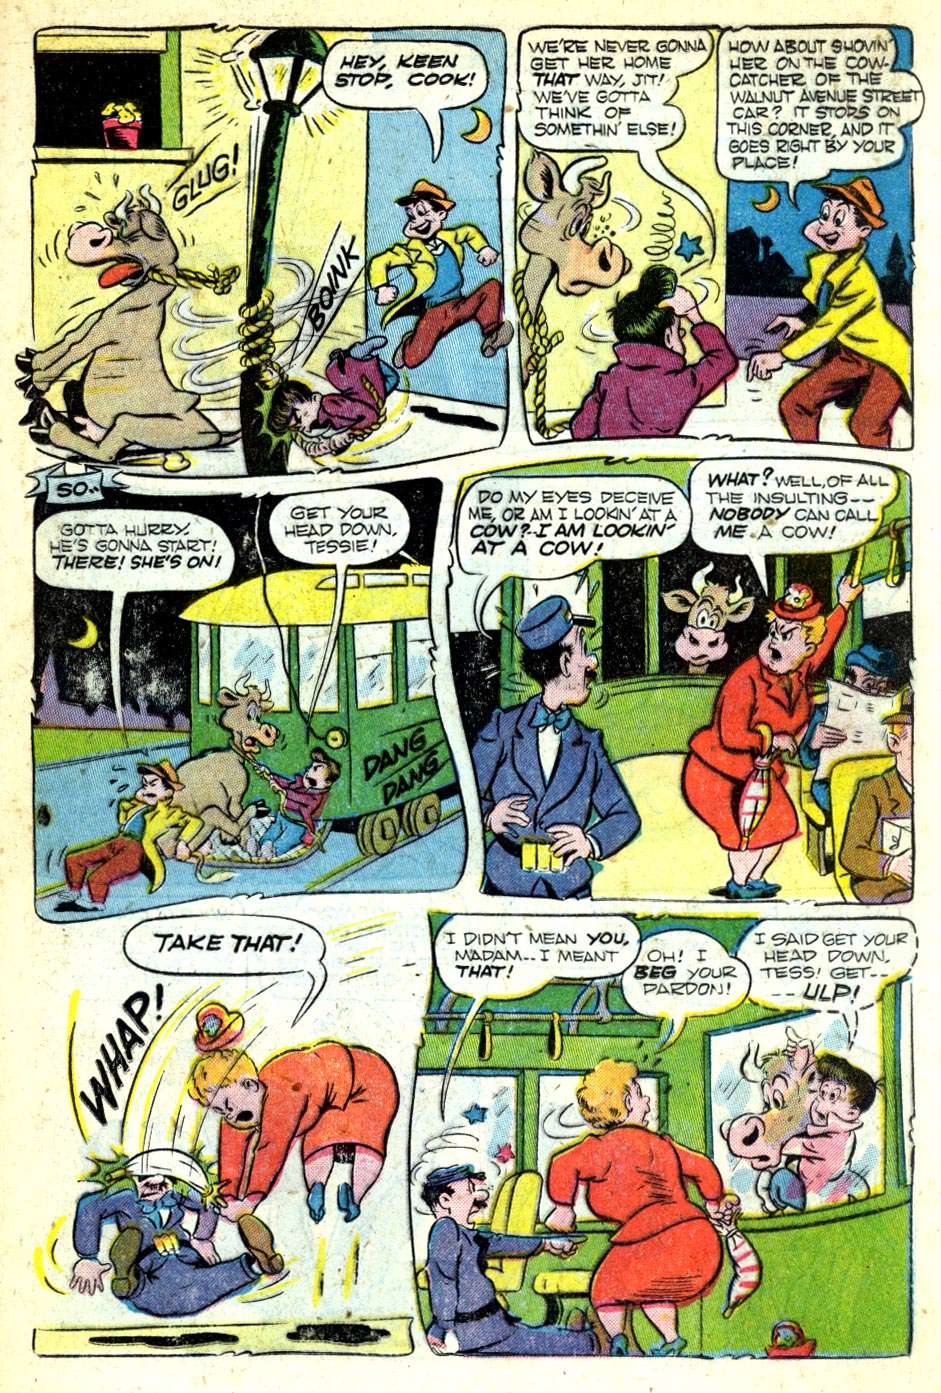 HEY, KEEN
STOP, COOK!
GLUG!
BOINK
WE'RE NEVER GONNA
GET HER HOME
THAT WAY, JIT!
WE'VE GOTTA
THINK OF
SOMETHIN' ELSE!
HOW ABOUT SHOVIN'
HER ON THE COW-
CATCHER OF THE
WALNUT AVENUE STREET
CAR? IT STOPS ON
THIS CORNER, AND IT
GOES RIGHT BY YOUR
PLACE!
SO..
GOTTA HURRY,
HE'S GONNA START!
THERE! SHE'S ON!
GET YOUR
HEAD DOWN,
TESSIE!
DANG
DANG
DO MY EYES DECEIVE
ME, OR AM I LOOKIN' AT A
COW?--I AM LOOKIN'
AT A COW!
WHAT? WELL, OF ALL
THE INSULTING--
NOBODY CAN CALL
ME A COW!
TAKE THAT!
WHAP!
I DIDN'T MEAN YOU,
MADAM--I MEANT
THAT!
OH! I
BEG YOUR
PARDON!
I SAID GET YOUR
HEAD DOWN,
TESS! GET--
--ULP!